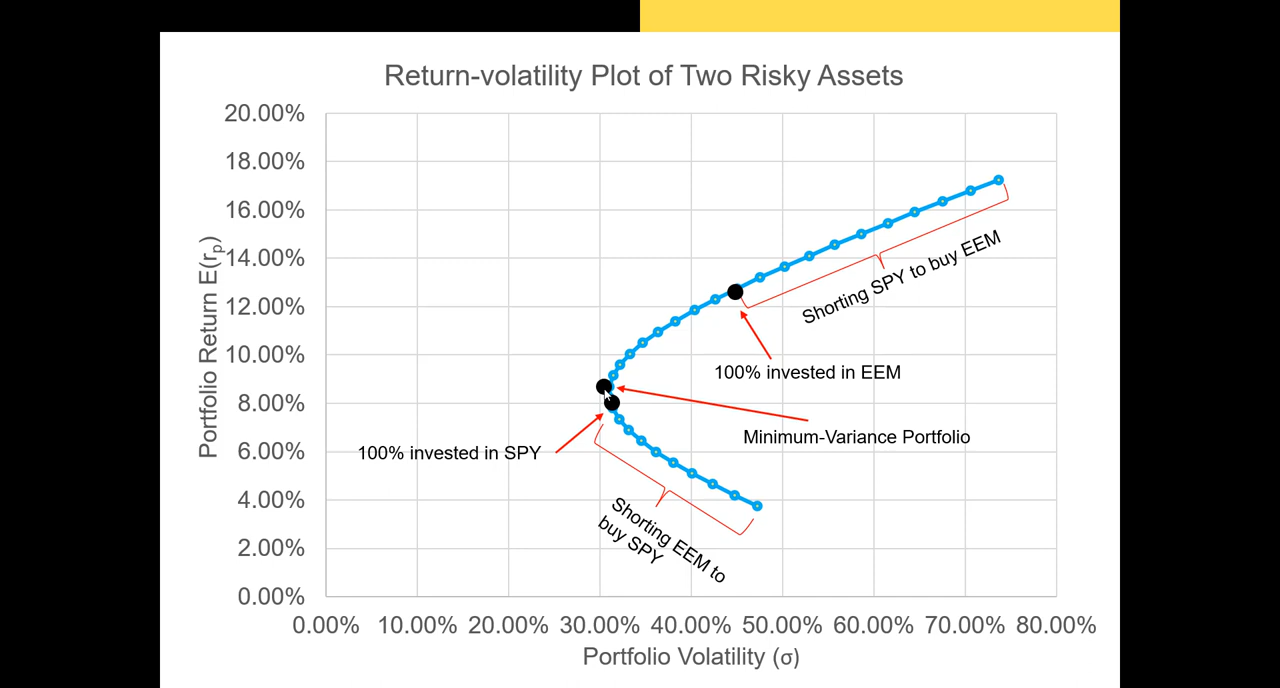 Return-volatility Plot of Two Risky Assets
20.00%
18.00%
16.00%
14.00%
12.00%
10.00%
8.00%
6.00%
4.00%
2.00%
0.00%
Portfolio Return E(rp)
Shorting SPY to buy EEM
100% invested in EEM
Minimum-Variance Portfolio
100% invested in SPY
Shorting EEM to
buy SPY
0.00% 10.00% 20.00% 30.00% 40.00% 50.00% 60.00% 70.00% 80.00%
Portfolio Volatility (σ)